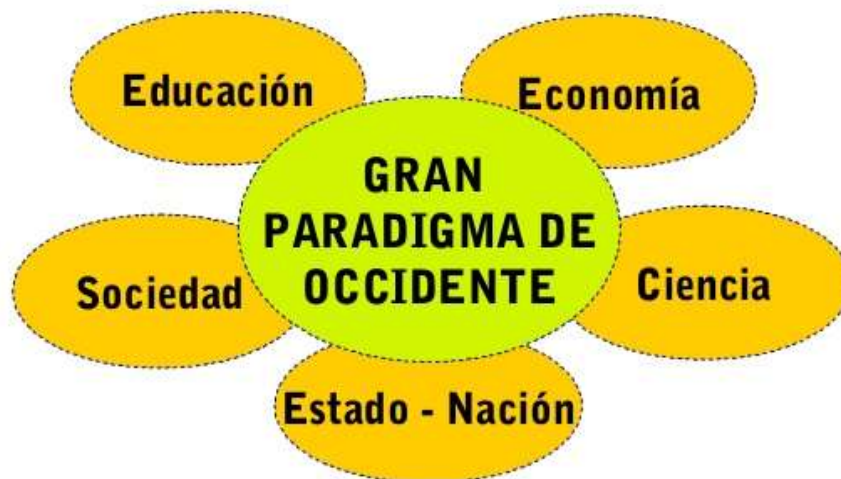 Educación
Economía
GRAN
PARADIGMA DE
OCCIDENTE
Sociedad
Ciencia
Estado - Nación